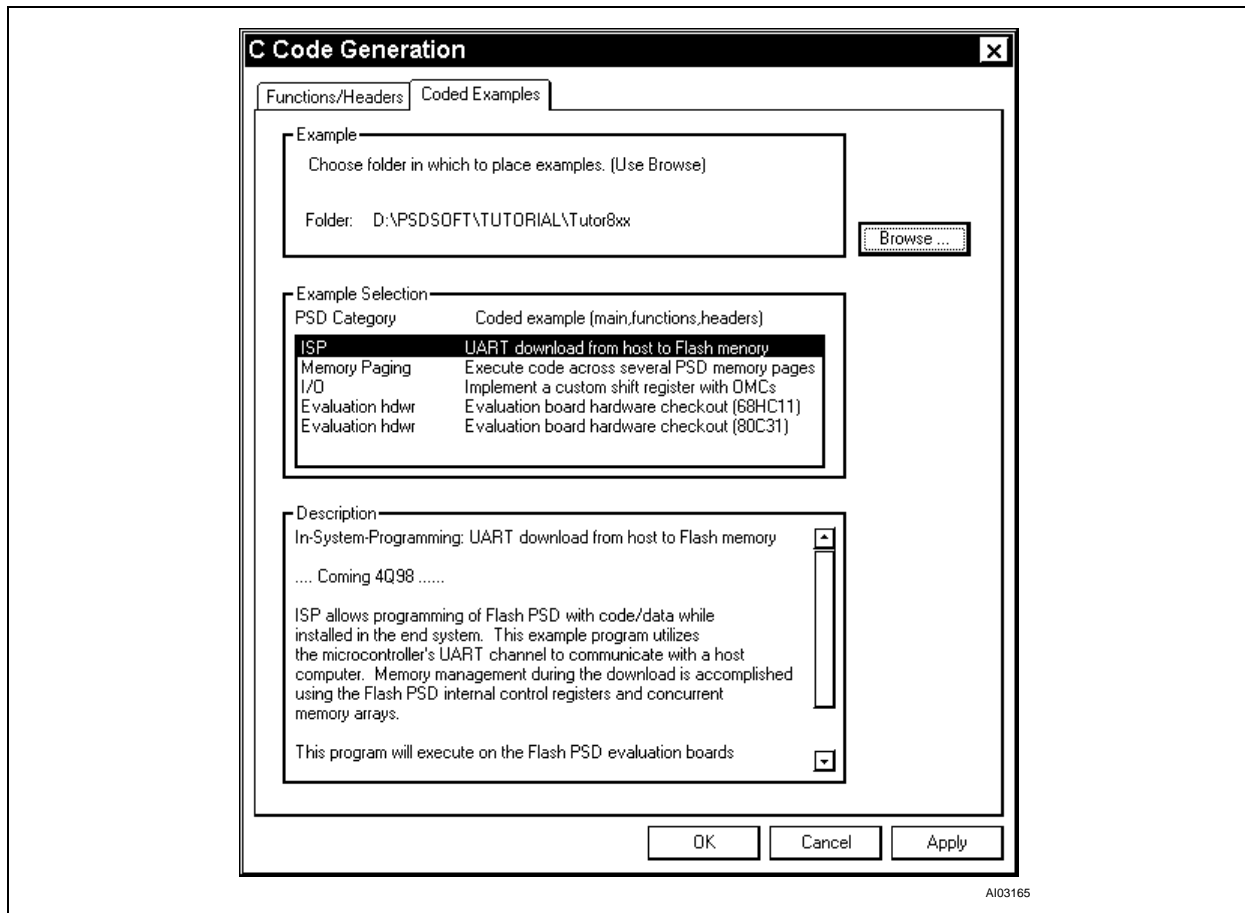 C Code Generation
Functions/Headers
Coded Examples
Example
Choose folder in which to place examples. (Use Browse)
Folder: D:\PSDSOFT\TUTORIAL\Tutor8xx
Browse ...
Example Selection
PSD Category Coded example (main,functions,headers)
ISP UART download from host to Flash menory
Memory Paging Execute code across several PSD memory pages
I/O Implement a custom shift register with OMCs
Evaluation hdwr Evaluation board hardware checkout (68HC11)
Evaluation hdwr Evaluation board hardware checkout (80C31)
Description
In-System-Programming: UART download from host to Flash memory
.... Coming 4Q98 ......
ISP allows programming of Flash PSD with code/data while
installed in the end system. This example program utilizes
the microcontroller's UART channel to communicate with a host
computer. Memory management during the download is accomplished
using the Flash PSD internal control registers and concurrent
memory arrays.
This program will execute on the Flash PSD evaluation boards
OK
Cancel
Apply
AI03165